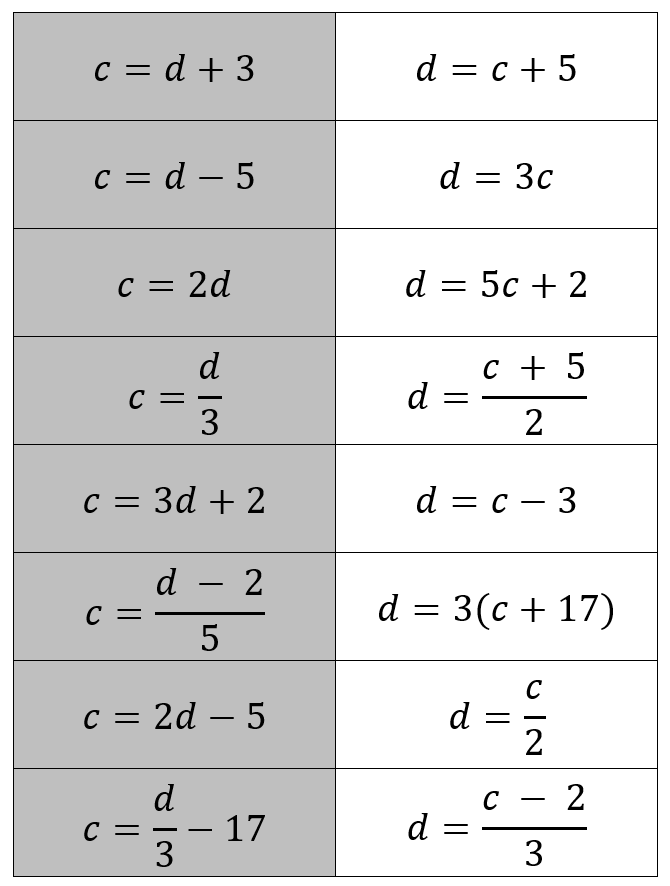 c = d + 3 d = c + 5
c = d − 5 d = 3c
c = 2d d = 5c + 2
c = d/3 d = (c + 5)/2
c = 3d + 2 d = c − 3
c = (d − 2)/5 d = 3(c + 17)
c = 2d − 5 d = c/2
c = d/3 − 17 d = (c − 2)/3